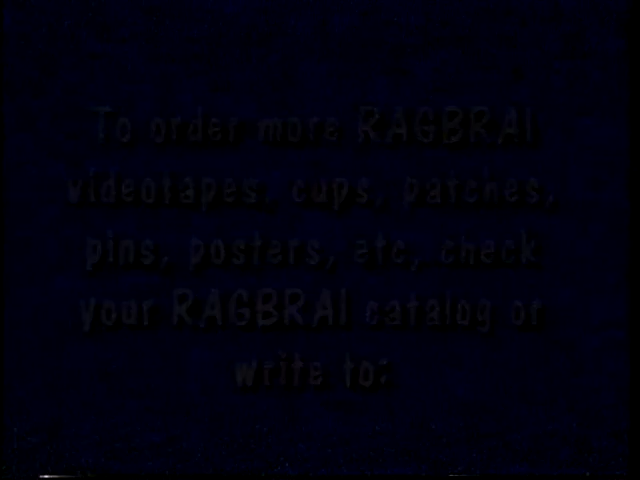 To order more RAGBRAI
videotapes, cups, patches,
pins, posters, etc, check
your RAGBRAI catalog or
write to: